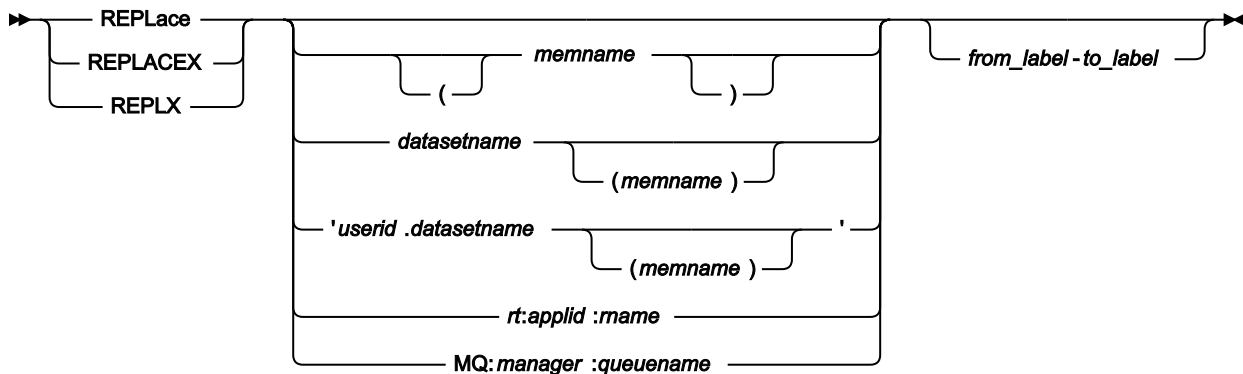 REPLace
REPLACEX
REPLX
memname
( )
datasetname
(memname )
'userid .datasetname '
(memname )
rt:applid :rname
MQ:manager :queuename
from_label - to_label